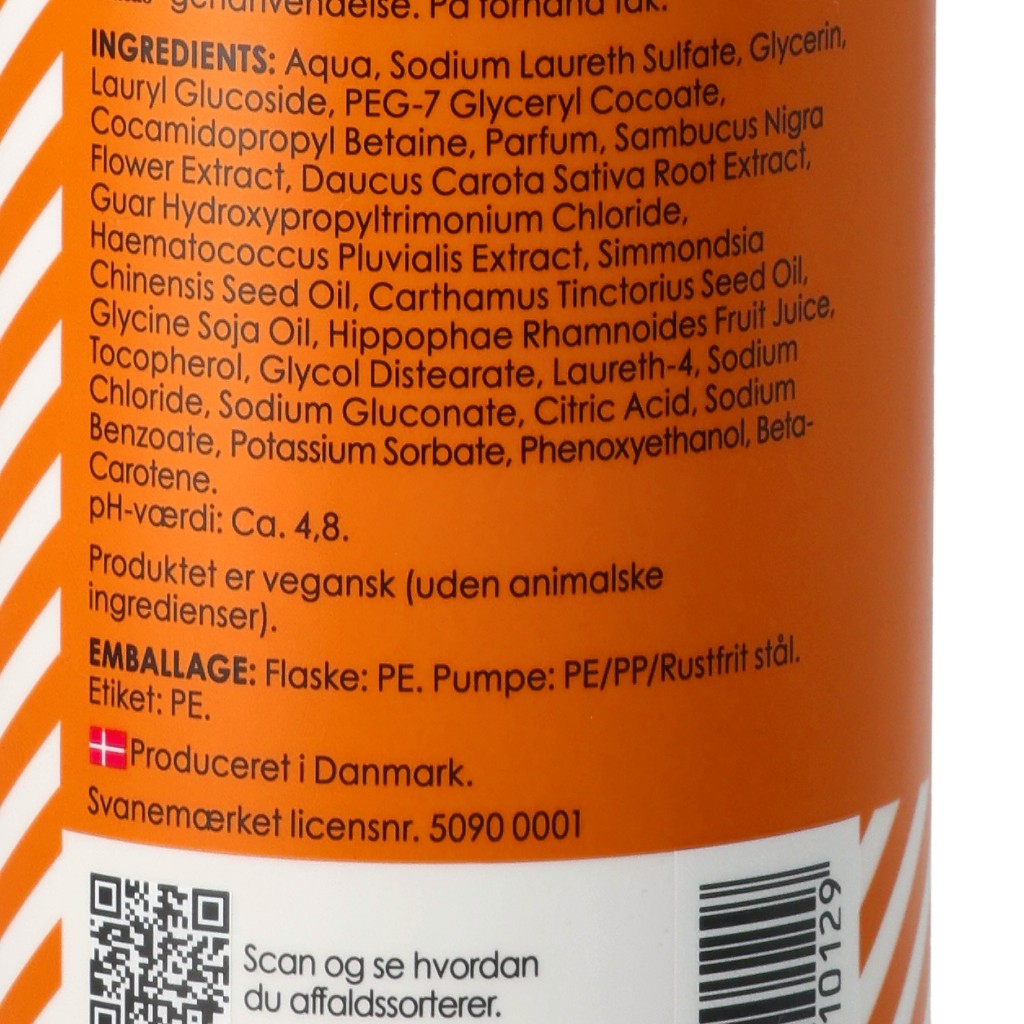 genanvendelse. På forhånd tak.
INGREDIENTS: Aqua, Sodium Laureth Sulfate, Glycerin,
Lauryl Glucoside, PEG-7 Glyceryl Cocoate,
Cocamidopropyl Betaine, Parfum, Sambucus Nigra
Flower Extract, Daucus Carota Sativa Root Extract,
Guar Hydroxypropyltrimonium Chloride,
Haematococcus Pluvialis Extract, Simmondsia
Chinensis Seed Oil, Carthamus Tinctorius Seed Oil,
Glycine Soja Oil, Hippophae Rhamnoides Fruit Juice,
Tocopherol, Glycol Distearate, Laureth-4, Sodium
Chloride, Sodium Gluconate, Citric Acid, Sodium
Benzoate, Potassium Sorbate, Phenoxyethanol, Beta-
Carotene.
pH-værdi: Ca. 4,8.
Produktet er vegansk (uden animalske
ingredienser).
EMBALLAGE: Flaske: PE. Pumpe: PE/PP/Rustfrit stål.
Etiket: PE.
Produceret i Danmark.
Svanemærket licensnr. 5090 0001
Scan og se hvordan
du affaldssorterer.
10129